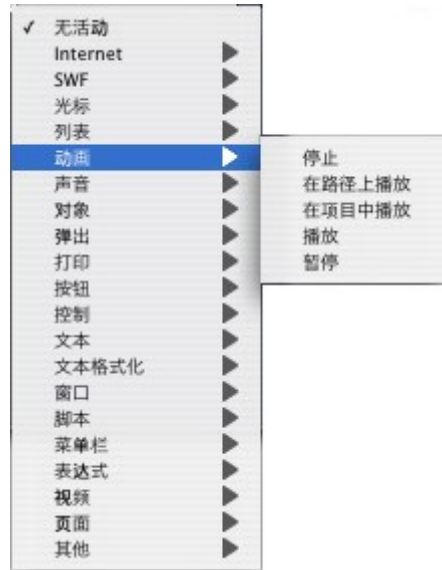 ✓ 无活动
Internet
SWF
光标
列表
动画
声音
对象
弹出
打印
按钮
控制
文本
文本格式化
窗口
脚本
菜单栏
表达式
视频
页面
其他
停止
在路径上播放
在项目中播放
播放
暂停